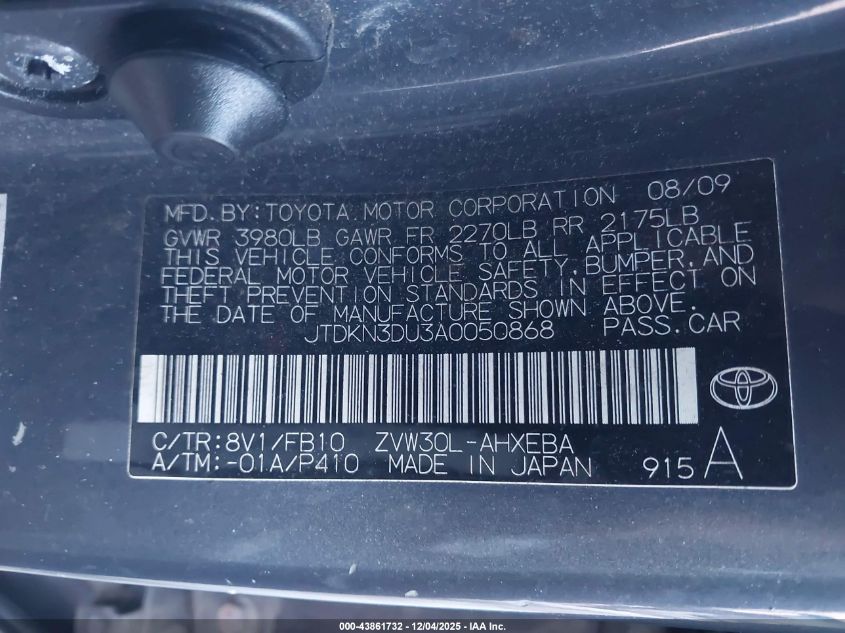 MFD.BY:TOYOTA MOTOR CORPORATION 08/09
GVWR 3980LB GAWR FR 2270LB RR 2175LB
THIS VEHICLE CONFORMS TO ALL APPLICABLE
FEDERAL MOTOR VEHICLE SAFETY,BUMPER,AND
THEFT PREVENTION STANDARDS IN EFFECT ON
THE DATE OF MANUFACTURE SHOWN ABOVE.
JTDKN3DU3A0050868 PASS.CAR
C/TR:8V1/FB10 ZVW30L-AHXEBA
A/TM:-01A/P410 MADE IN JAPAN 915 A
000-43861732 - 12/04/2025 - IAA Inc.